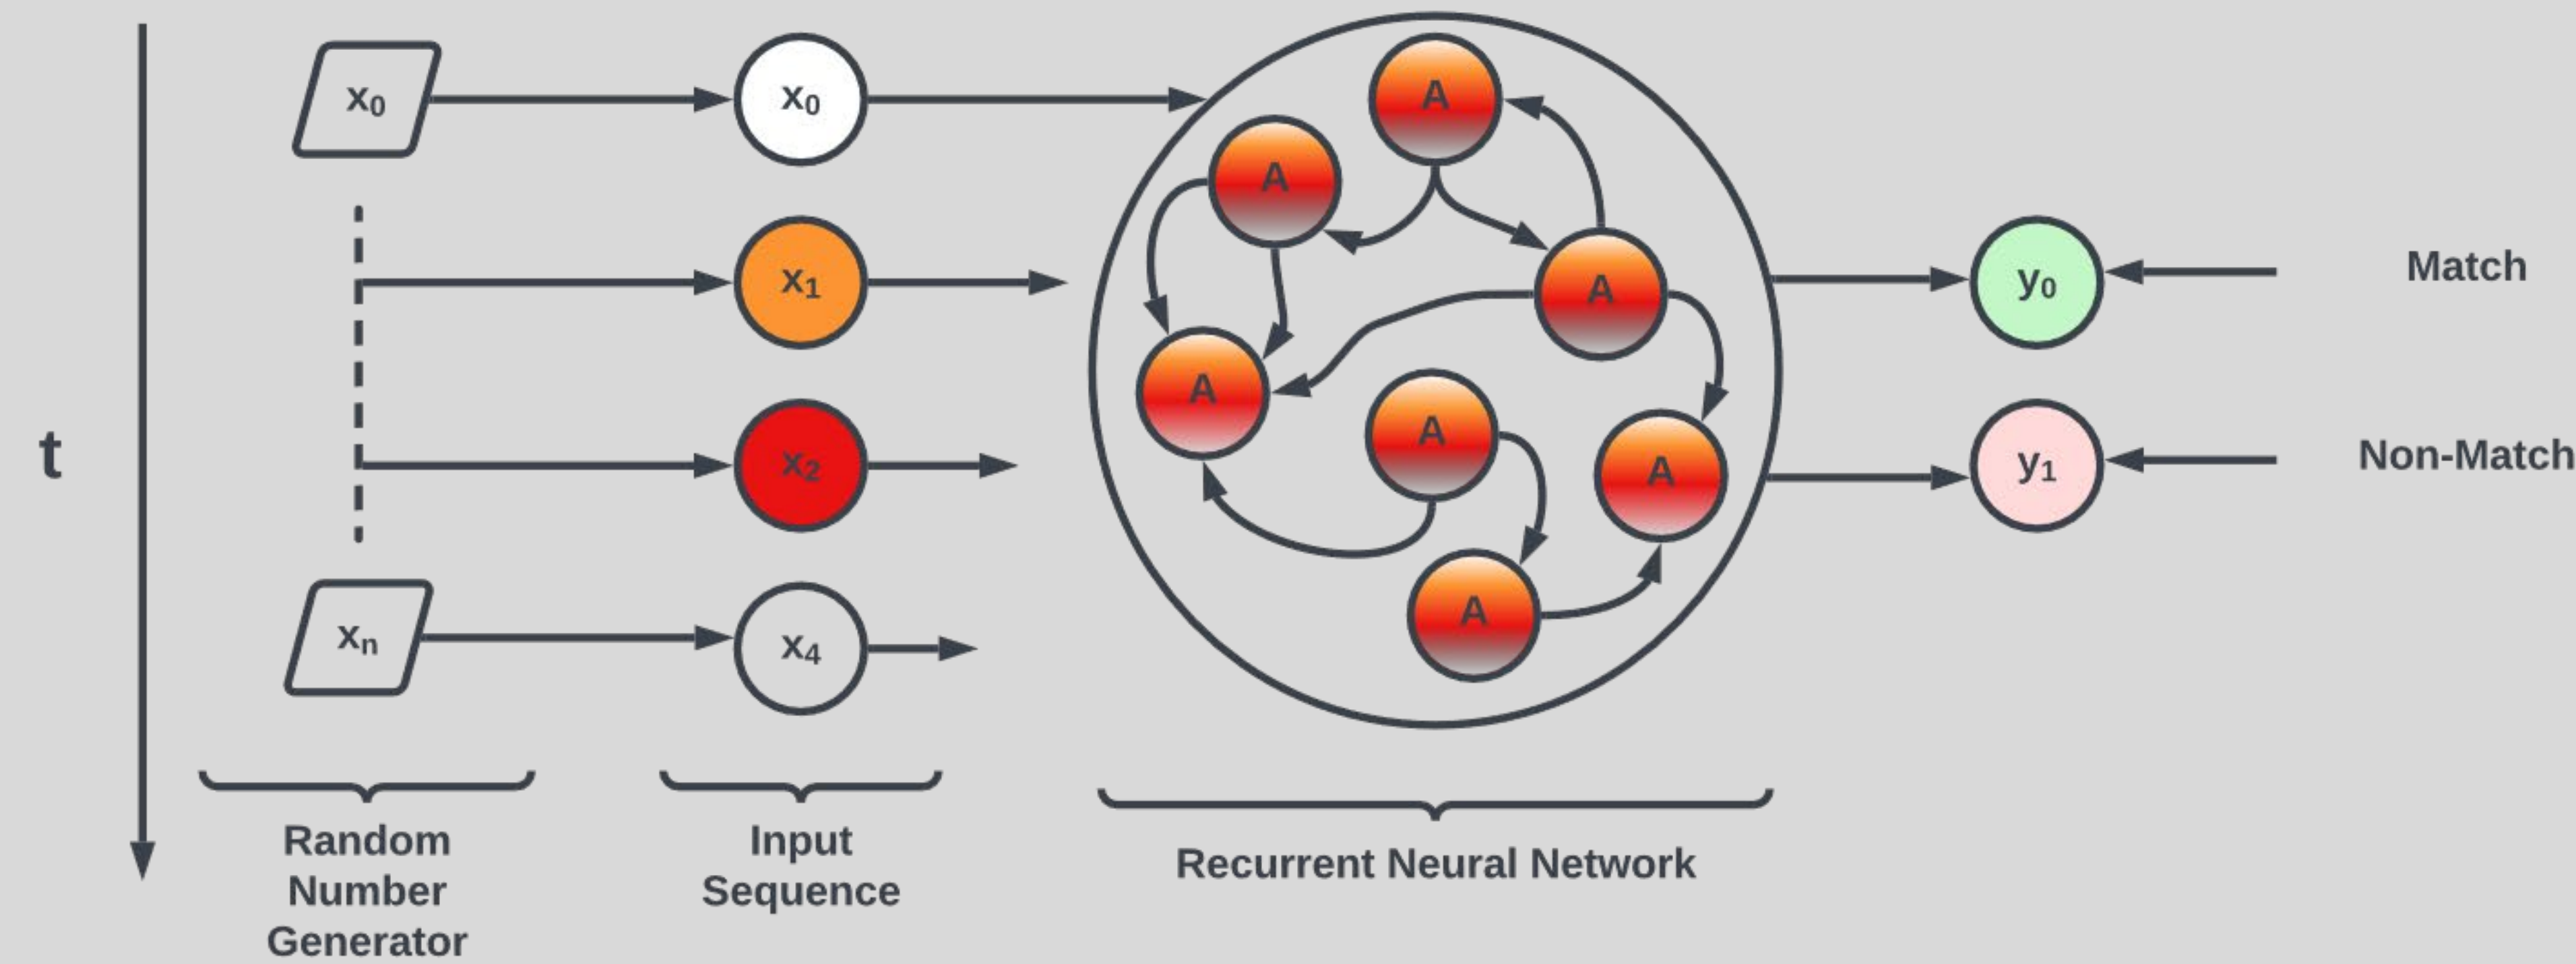 t
x₀
x₀
x₁
x₂
xₙ
x₄
A
A
A
A
A
A
A
y₀
Match
y₁
Non-Match
Random
Number
Generator
Input
Sequence
Recurrent Neural Network